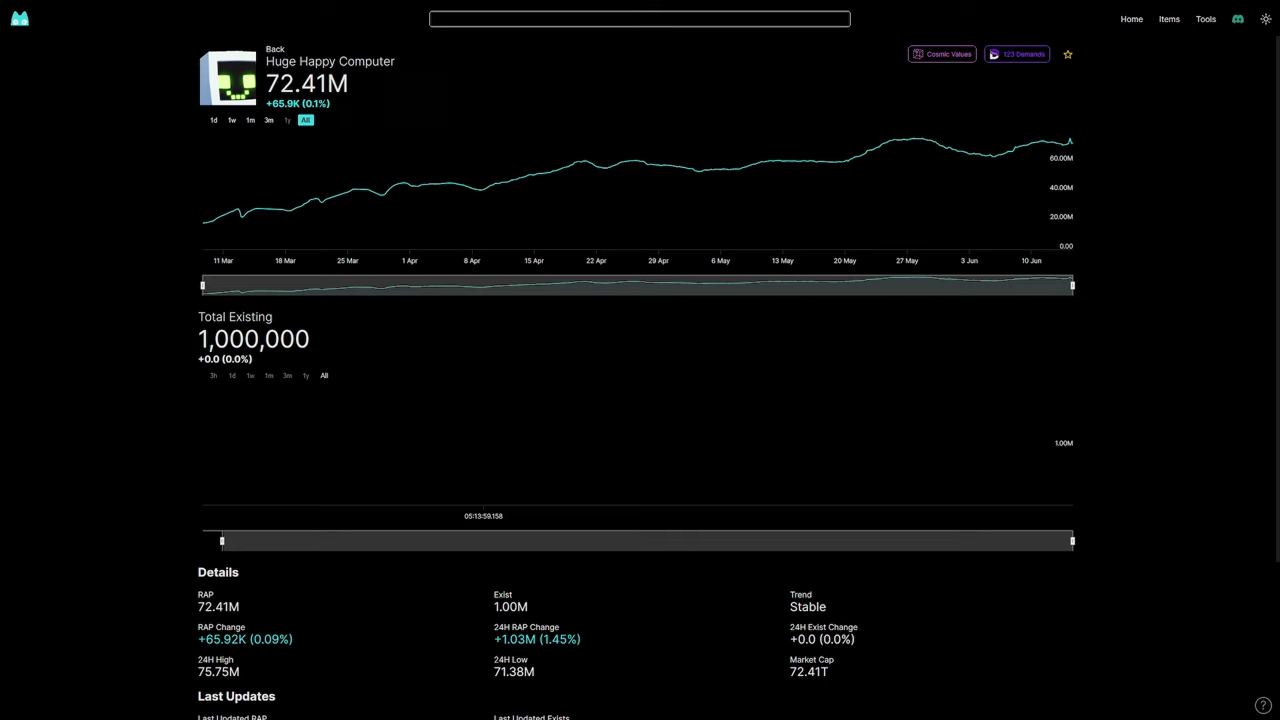 Home Items Tools
Back
Huge Happy Computer
72.41M
+65.9K (0.1%)
Cosmic Values 123 Demands
1d 1w 1m 3m 1y All
60.00M
40.00M
20.00M
0.00
11 Mar 18 Mar 25 Mar 1 Apr 8 Apr 15 Apr 22 Apr 29 Apr 6 May 13 May 20 May 27 May 3 Jun 10 Jun
Total Existing
1,000,000
+0.0 (0.0%)
3h 1d 1w 1m 3m 1y All
1.00M
05:13:59.158
Details
RAP Exist Trend
72.41M 1.00M Stable
RAP Change 24H RAP Change 24H Exist Change
+65.92K (0.09%) +1.03M (1.45%) +0.0 (0.0%)
24H High 24H Low Market Cap
75.75M 71.38M 72.41T
Last Updates
Last Updated RAP Last Updated Exists
?